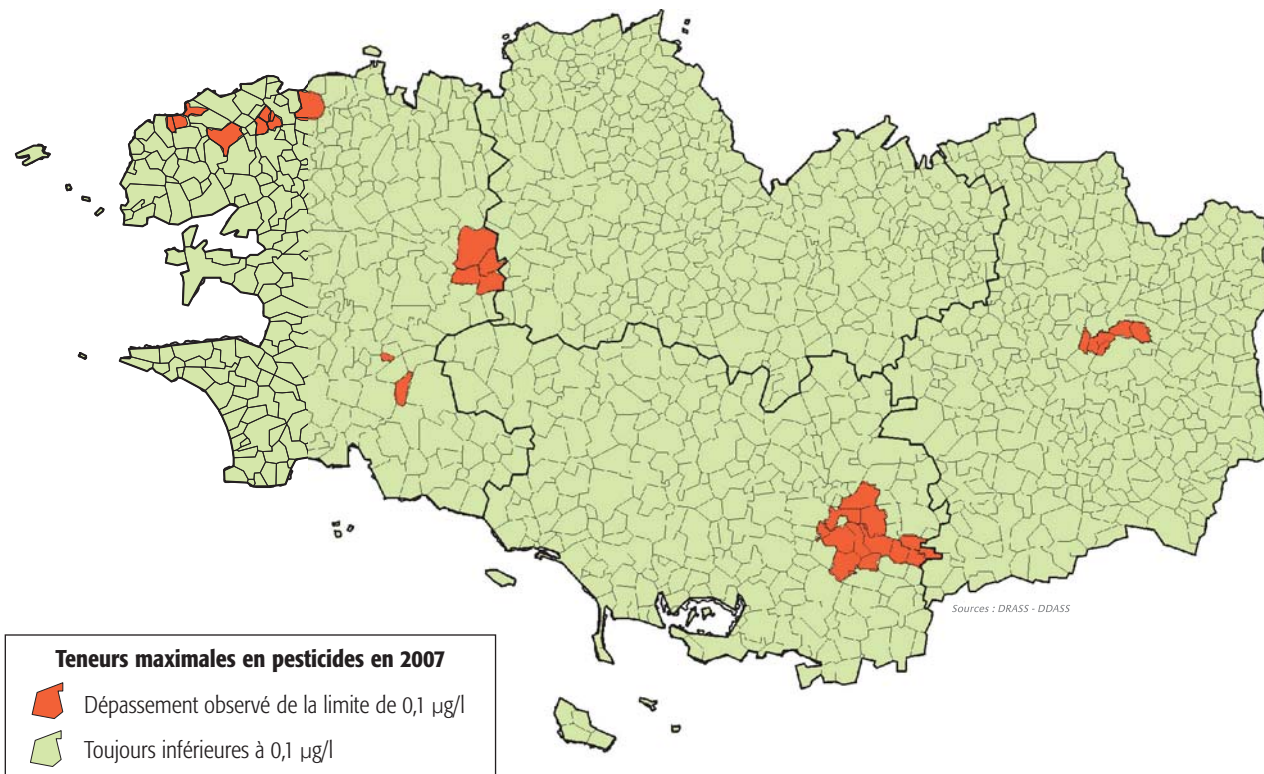 Sources : DRASS - DDASS
Teneurs maximales en pesticides en 2007
Dépassement observé de la limite de 0,1 µg/l
Toujours inférieures à 0,1 µg/l